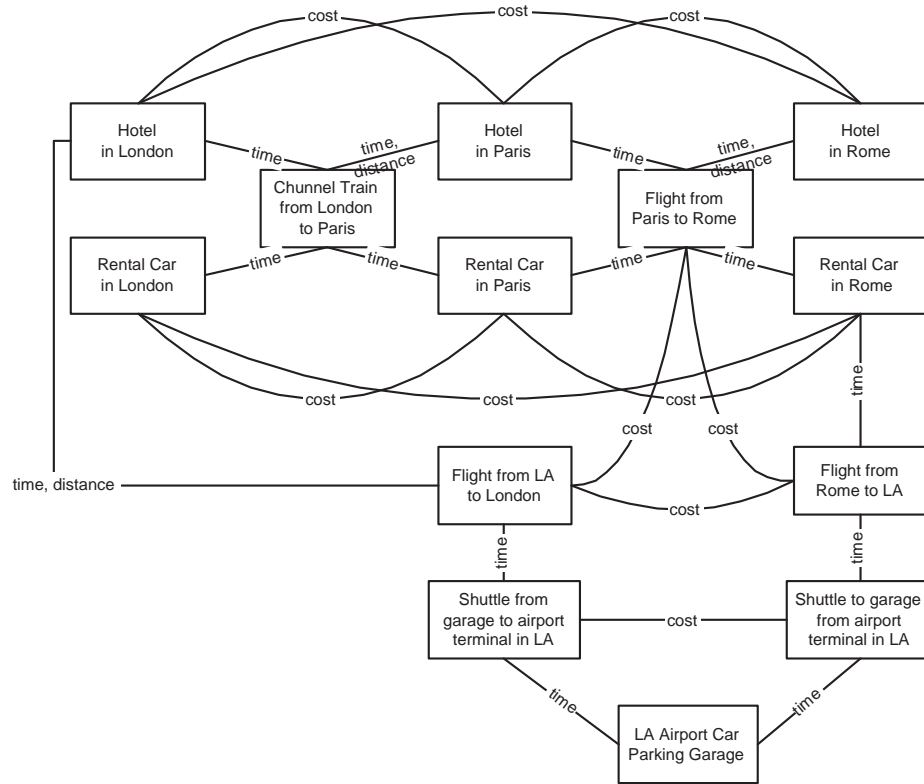 cost
cost
Hotel
in London
Hotel
in Paris
Hotel
in Rome
time
time,
distance
time
time,
distance
Chunnel Train
from London
to Paris
Flight from
Paris to Rome
Rental Car
in London
time
time
Rental Car
in Paris
time
time
Rental Car
in Rome
cost
cost
cost
time
cost
cost
time, distance
Flight from LA
to London
cost
Flight from
Rome to LA
time
time
Shuttle from
garage to airport
terminal in LA
cost
Shuttle to garage
from airport
terminal in LA
time
time
LA Airport Car
Parking Garage